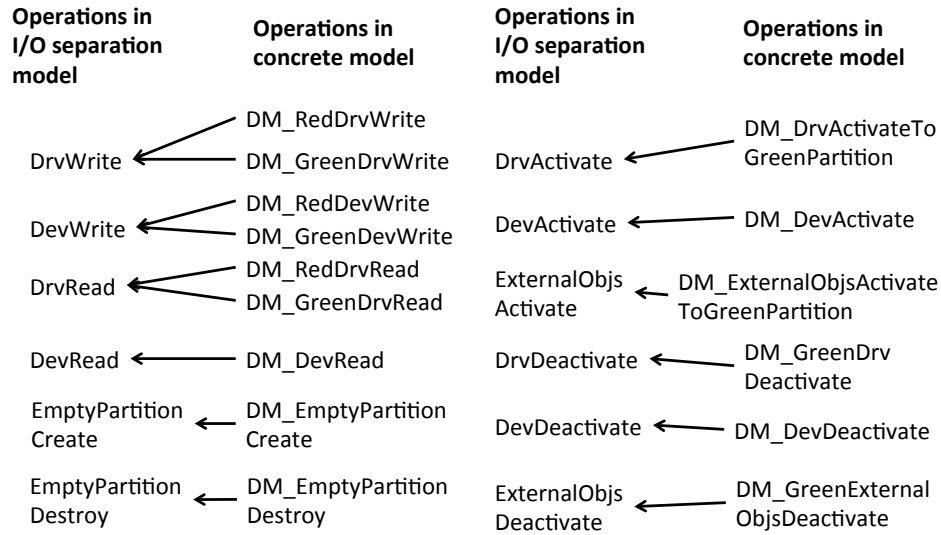 Operations in
I/O separation
model
Operations in
concrete model
DrvWrite
DM_RedDrvWrite
DM_GreenDrvWrite
DevWrite
DM_RedDevWrite
DM_GreenDevWrite
DrvRead
DM_RedDrvRead
DM_GreenDrvRead
DevRead
DM_DevRead
EmptyPartition
Create
DM_EmptyPartition
Create
EmptyPartition
Destroy
DM_EmptyPartition
Destroy
Operations in
I/O separation
model
Operations in
concrete model
DrvActivate
DM_DrvActivateTo
GreenPartition
DevActivate
DM_DevActivate
ExternalObjs
Activate
DM_ExternalObjsActivate
ToGreenPartition
DrvDeactivate
DM_GreenDrv
Deactivate
DevDeactivate
DM_DevDeactivate
ExternalObjs
Deactivate
DM_GreenExternal
ObjsDeactivate